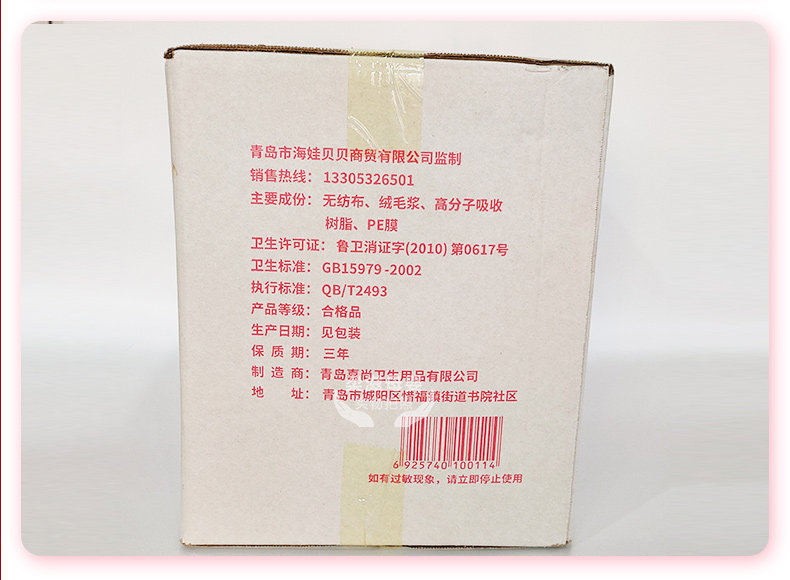 青岛市海娃贝贝商贸有限公司监制
销售热线： 13305326501
主要成份： 无纺布、绒毛浆、高分子吸收
树脂、PE膜
卫生许可证： 鲁卫消证字(2010) 第0617号
卫生标准： GB15979-2002
执行标准： QB/T2493
产品等级： 合格品
生产日期： 见包装
保 质 期： 三年
制 造 商： 青岛嘉尚卫生用品有限公司
地 址： 青岛市城阳区惜福镇街道书院社区
6 925740 100114
如有过敏现象，请立即停止使用